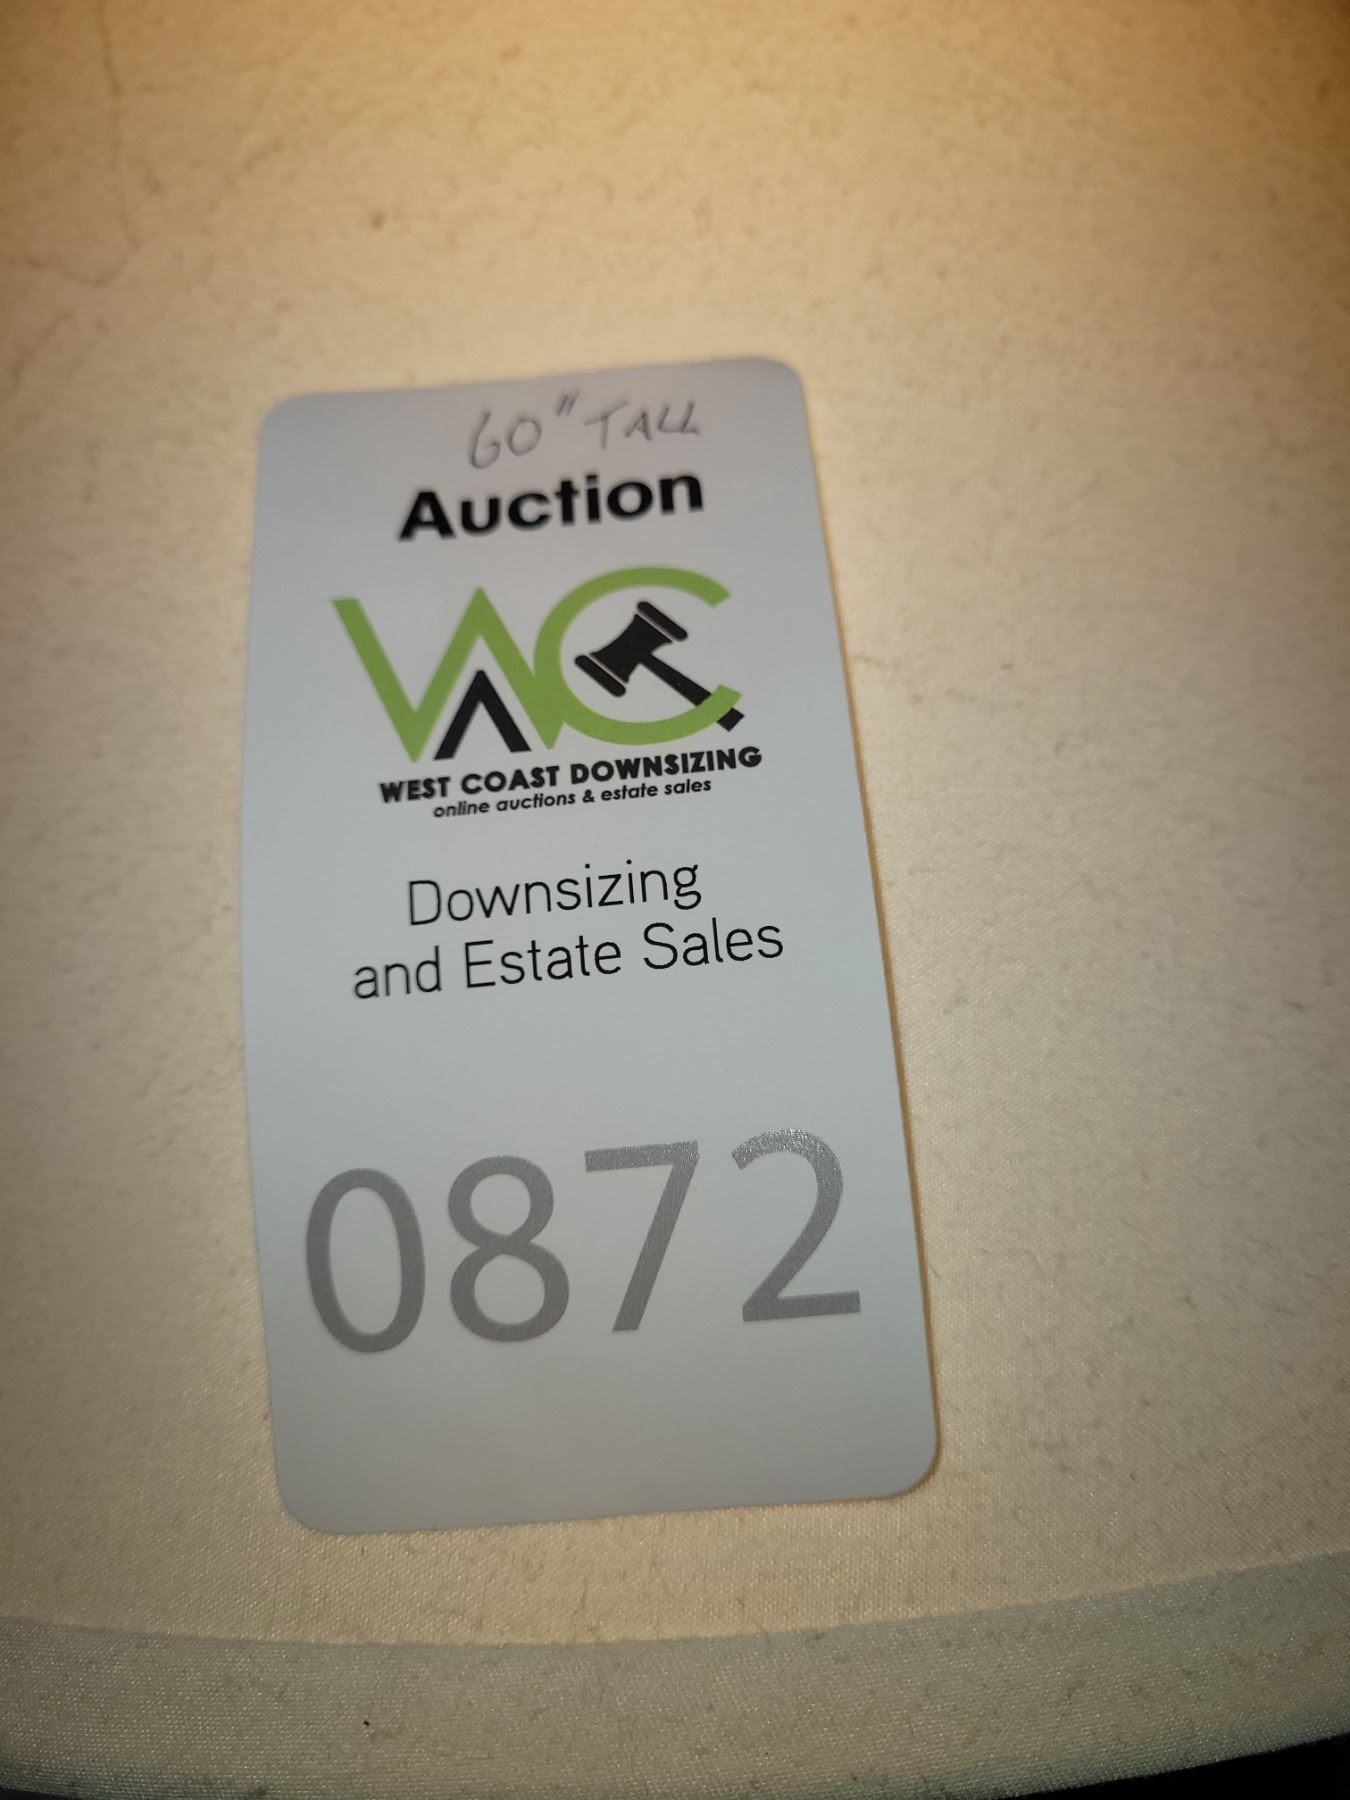 60" TALL
Auction
WC
WEST COAST DOWNSIZING
online auctions & estate sales
Downsizing
and Estate Sales
0872